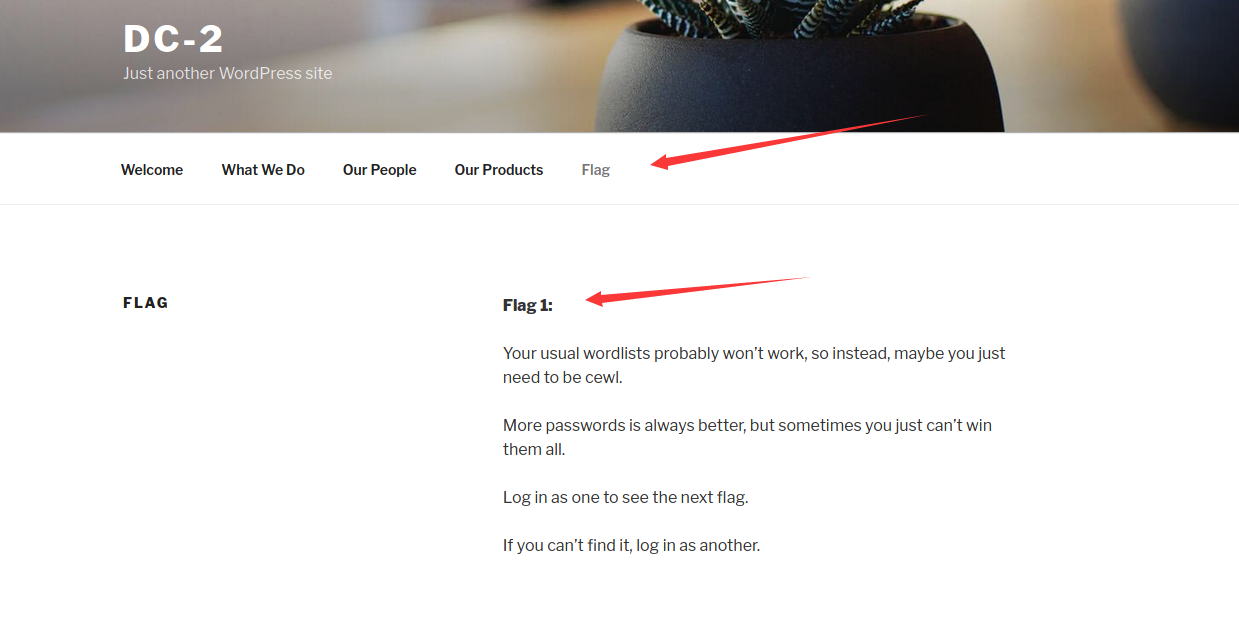 DC-2
Just another WordPress site
Welcome What We Do Our People Our Products Flag
FLAG
Flag 1:
Your usual wordlists probably won’t work, so instead, maybe you just
need to be cewl.
More passwords is always better, but sometimes you just can’t win
them all.
Log in as one to see the next flag.
If you can’t find it, log in as another.